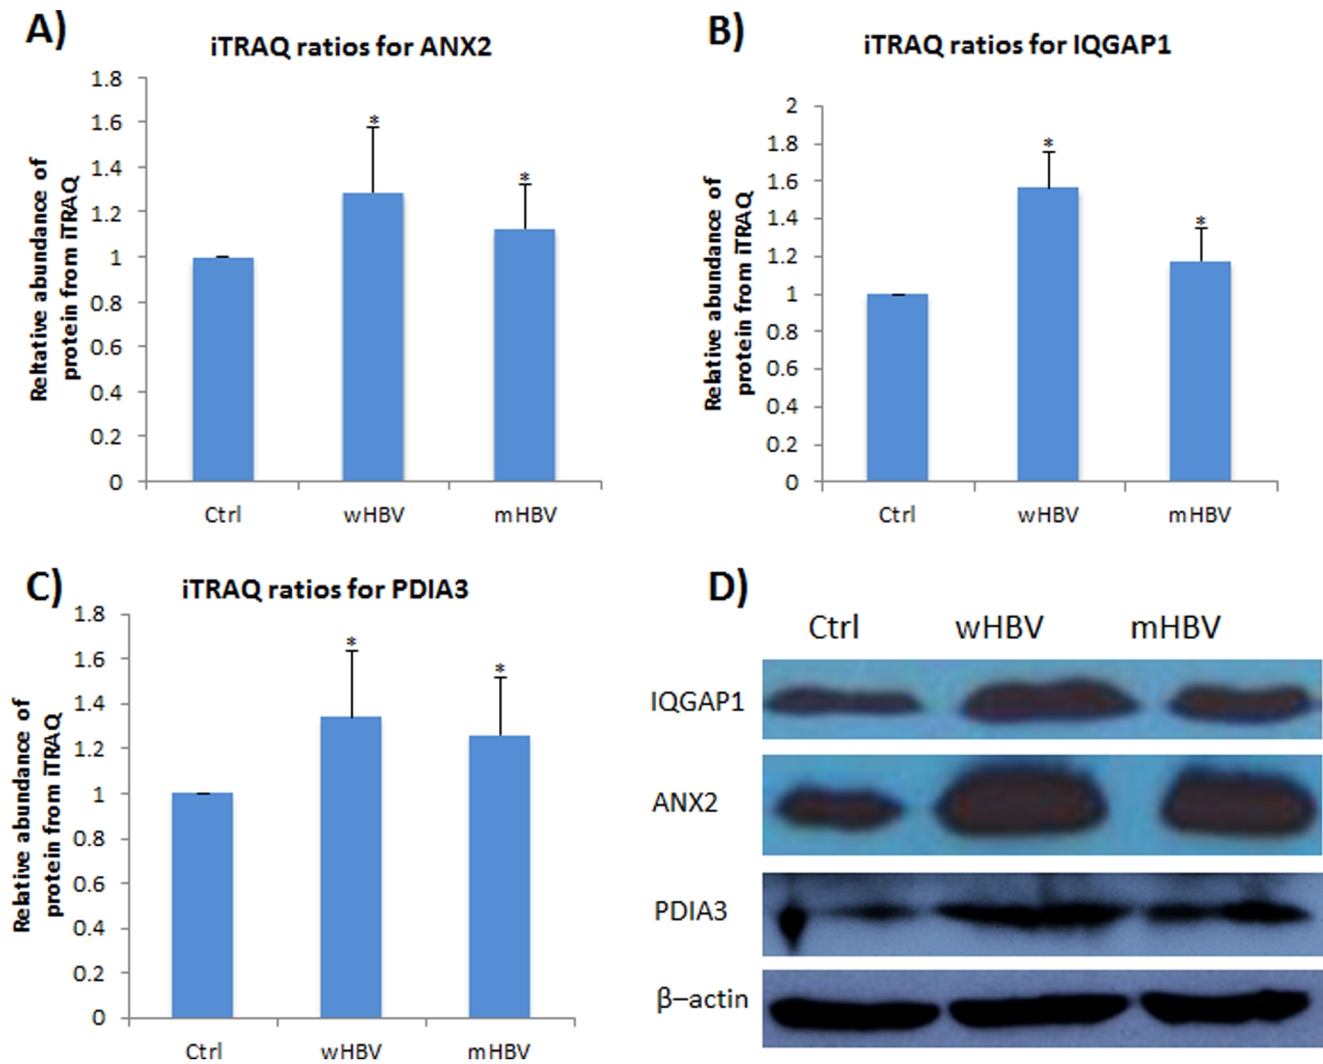 A)
iTRAQ ratios for ANX2
Reltative abundance of
protein from iTRAQ
1.8
1.6
1.4
1.2
1
0.8
0.6
0.4
0.2
0
*
*
Ctrl
wHBV
mHBV
B)
iTRAQ ratios for IQGAP1
Relative abundance of
protein from iTRAQ
2
1.8
1.6
1.4
1.2
1
0.8
0.6
0.4
0.2
0
*
*
Ctrl
wHBV
mHBV
C)
iTRAQ ratios for PDIA3
Relative abundance of
protein from iTRAQ
1.8
1.6
1.4
1.2
1
0.8
0.6
0.4
0.2
0
*
*
Ctrl
wHBV
mHBV
D)
Ctrl wHBV mHBV
IQGAP1
ANX2
PDIA3
β–actin